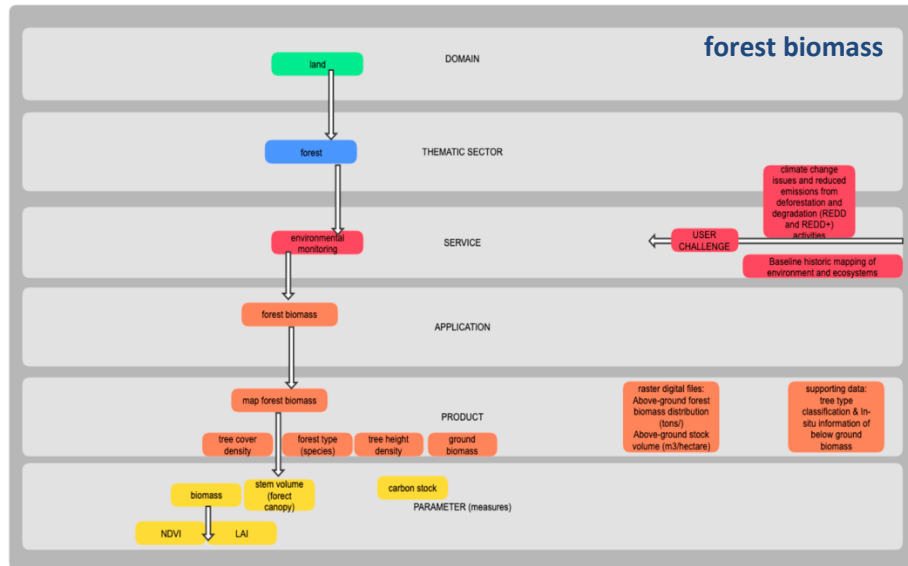 forest biomass
DOMAIN
land
THEMATIC SECTOR
forest
climate change
issues and reduced
emissions from
deforestation and
degradation (REDD
and REDD+)
activities
SERVICE
environmental
monitoring
USER
CHALLENGE
Baseline historic mapping of
environment and ecosystems
forest biomass
APPLICATION
map forest biomass
PRODUCT
raster digital files:
Above-ground forest
biomass distribution
(tons/)
Above-ground stock
volume (m3/hectare)
supporting data:
tree type
classification & In-
situ information of
below ground
biomass
tree cover
density
forest type
(species)
tree height
density
ground
biomass
biomass
stem volume
(forect
canopy)
carbon stock
PARAMETER (measures)
NDVI
LAI